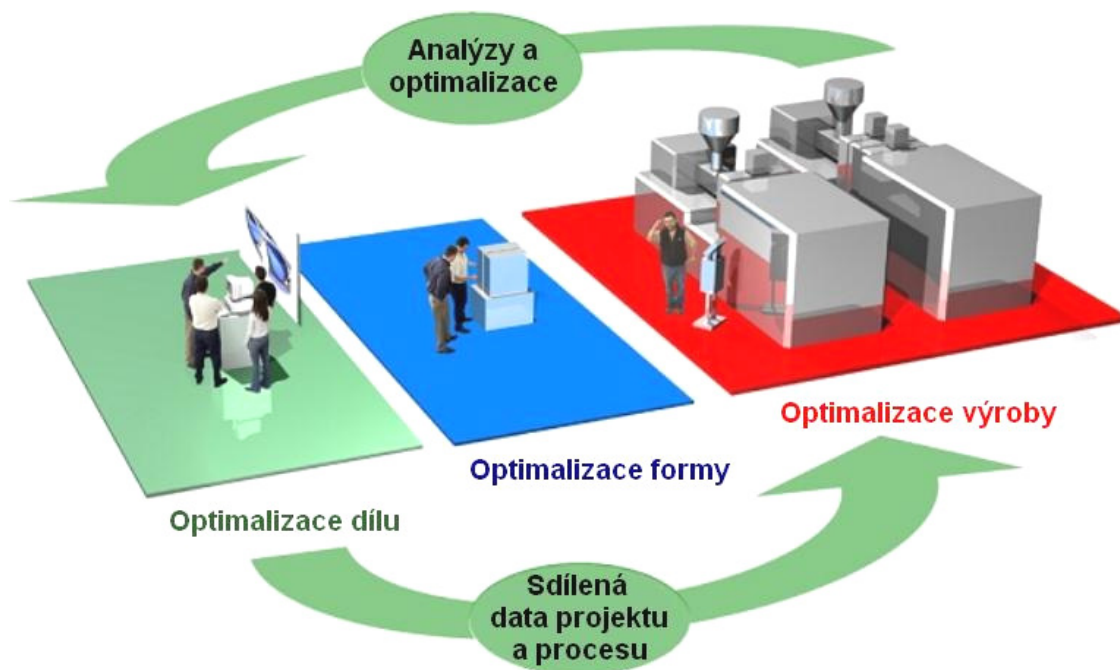 Analýzy a
optimalizace
Optimalizace výroby
Optimalizace formy
Optimalizace dílu
Sdílená
data projektu
a procesu